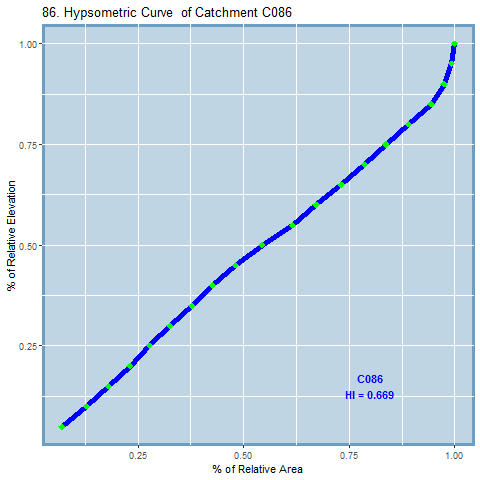 86. Hypsometric Curve  of Catchment C086
% of Relative Elevation
1.00
0.75
0.50
0.25
C086
HI = 0.669
0.25 0.50 0.75 1.00
% of Relative Area